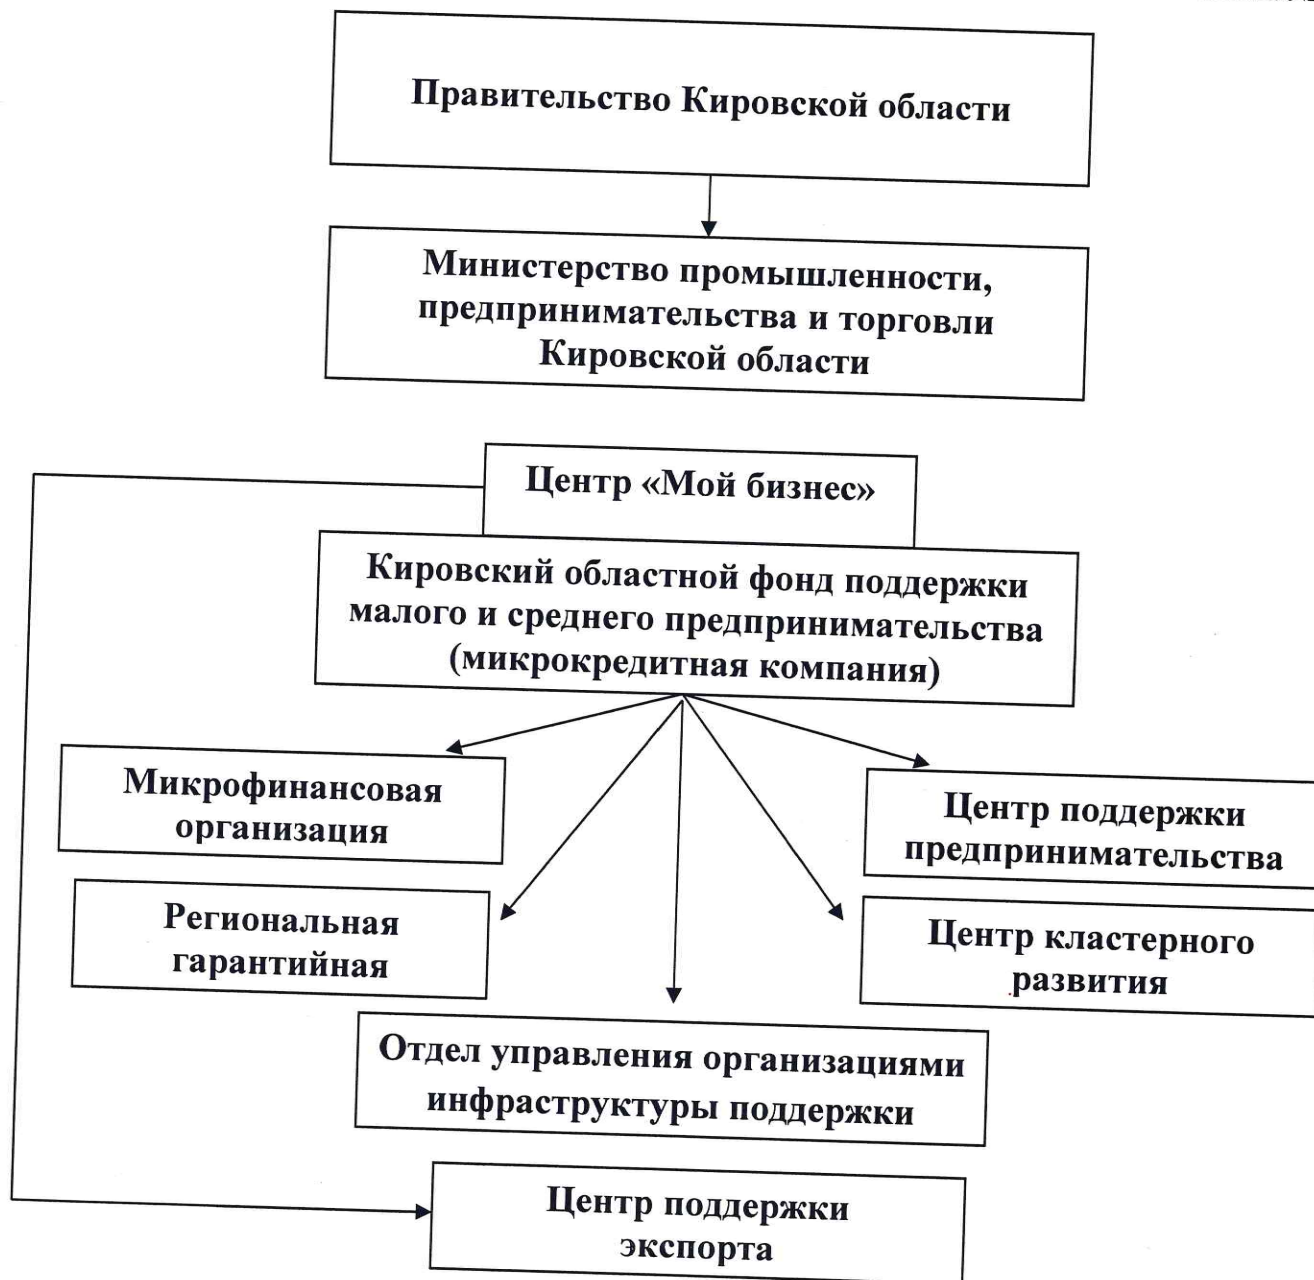 Правительство Кировской области
Министерство промышленности,
предпринимательства и торговли
Кировской области
Центр «Мой бизнес»
Кировский областной фонд поддержки
малого и среднего предпринимательства
(микрокредитная компания)
Микрофинансовая
организация
Центр поддержки
предпринимательства
Региональная
гарантийная
Центр кластерного
развития
Отдел управления организациями
инфраструктуры поддержки
Центр поддержки
экспорта